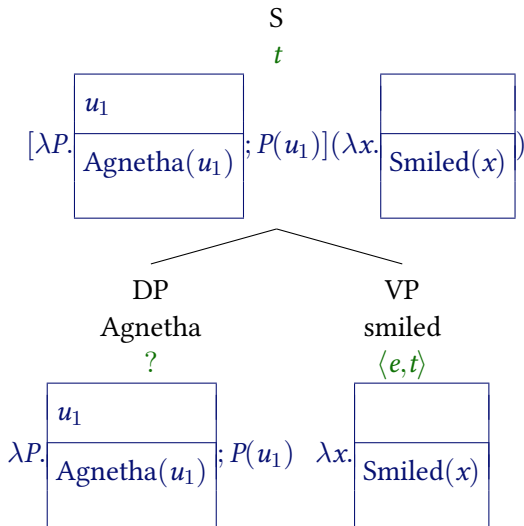 S
t
u₁
[λP. Agnetha(u₁) ; P(u₁)](λx. Smiled(x) )
DP VP
Agnetha smiled
? ⟨e,t⟩
u₁
λP. Agnetha(u₁) ; P(u₁) λx. Smiled(x)